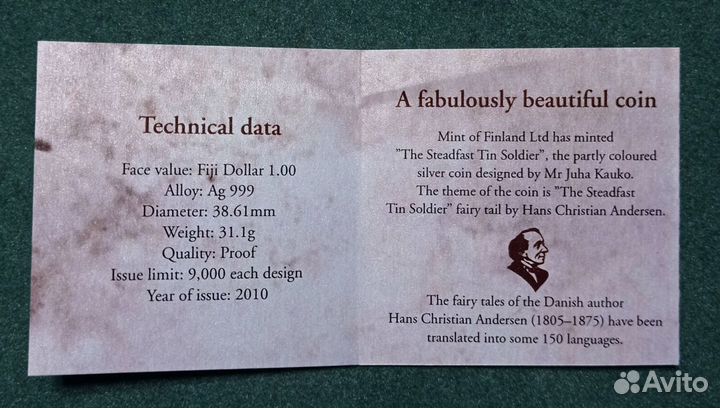 Technical data
Face value: Fiji Dollar 1.00
Alloy: Ag 999
Diameter: 38.61mm
Weight: 31.1g
Quality: Proof
Issue limit: 9,000 each design
Year of issue: 2010
A fabulously beautiful coin
Mint of Finland Ltd has minted
”The Steadfast Tin Soldier”, the partly coloured
silver coin designed by Mr Juha Kauko.
The theme of the coin is ”The Steadfast
Tin Soldier” fairy tail by Hans Christian Andersen.
The fairy tales of the Danish author
Hans Christian Andersen (1805–1875) have been
translated into some 150 languages.
Avito